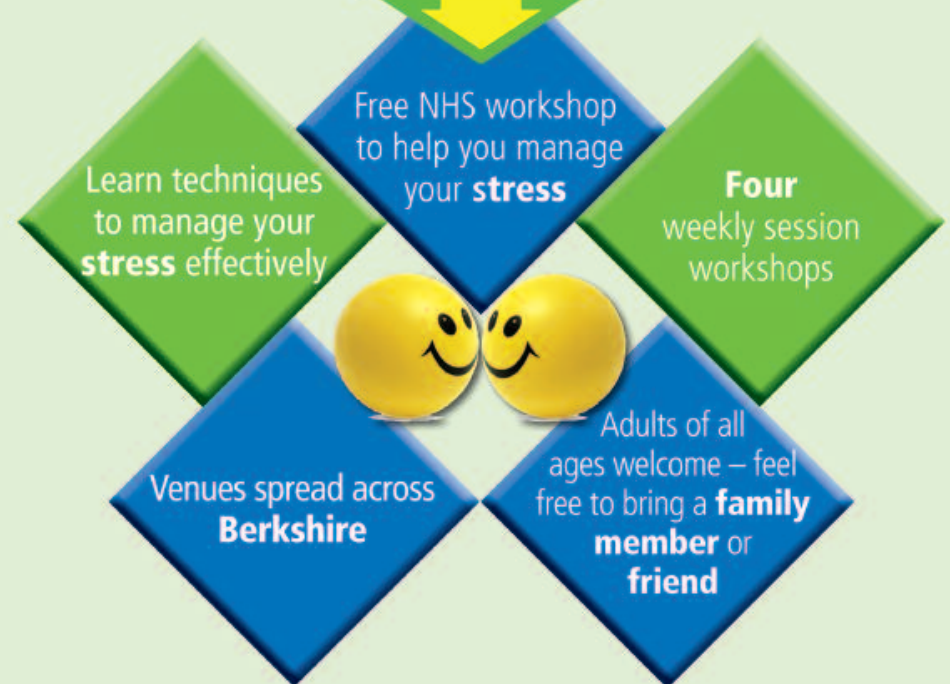 Free NHS workshop
to help you manage
your stress
Learn techniques
to manage your
stress effectively
Four
weekly session
workshops
Venues spread across
Berkshire
Adults of all
ages welcome – feel
free to bring a family
member or
friend